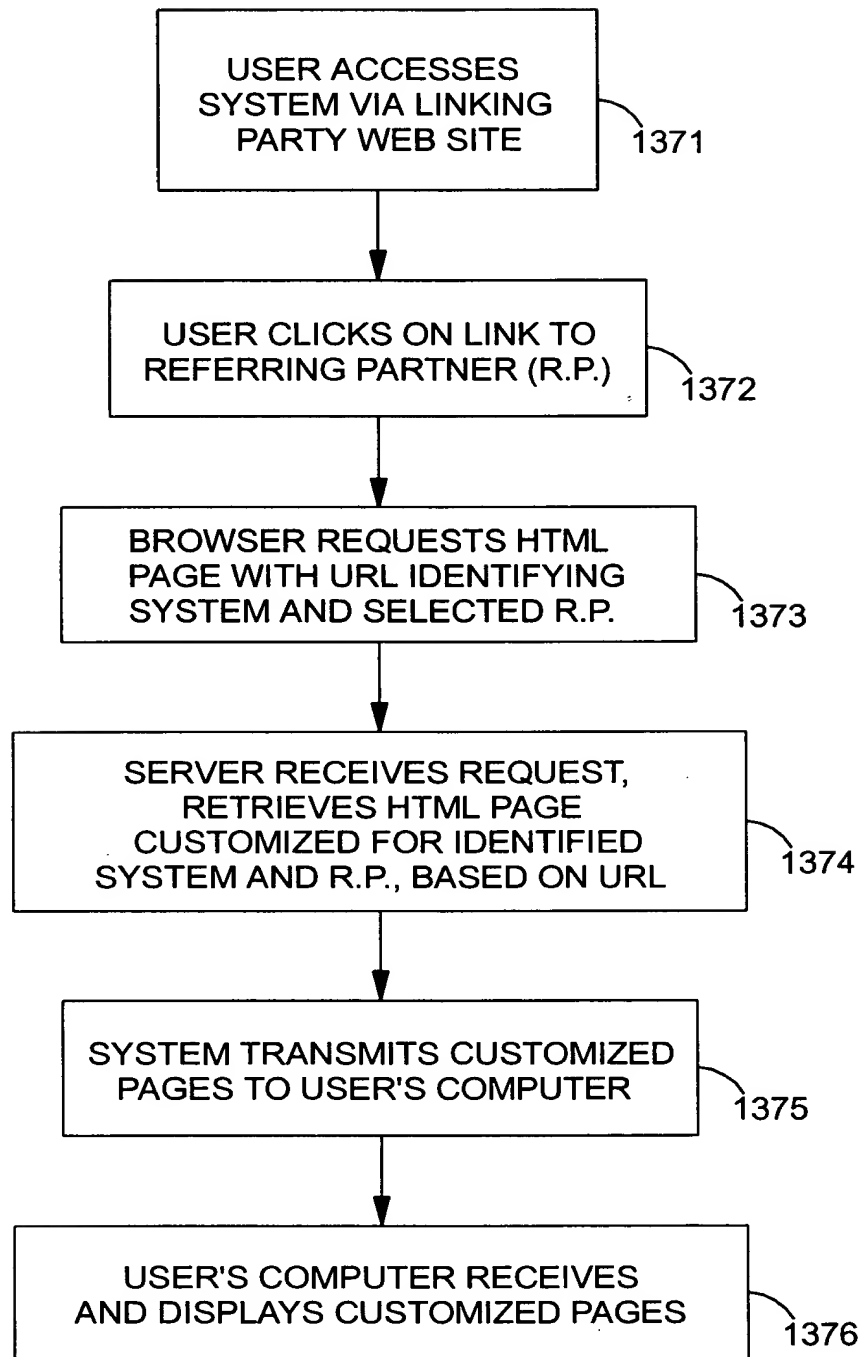 USER ACCESSES
SYSTEM VIA LINKING
PARTY WEB SITE
1371
USER CLICKS ON LINK TO
REFERRING PARTNER (R.P.)
1372
BROWSER REQUESTS HTML
PAGE WITH URL IDENTIFYING
SYSTEM AND SELECTED R.P.
1373
SERVER RECEIVES REQUEST,
RETRIEVES HTML PAGE
CUSTOMIZED FOR IDENTIFIED
SYSTEM AND R.P., BASED ON URL
1374
SYSTEM TRANSMITS CUSTOMIZED
PAGES TO USER'S COMPUTER
1375
USER'S COMPUTER RECEIVES
AND DISPLAYS CUSTOMIZED PAGES
1376